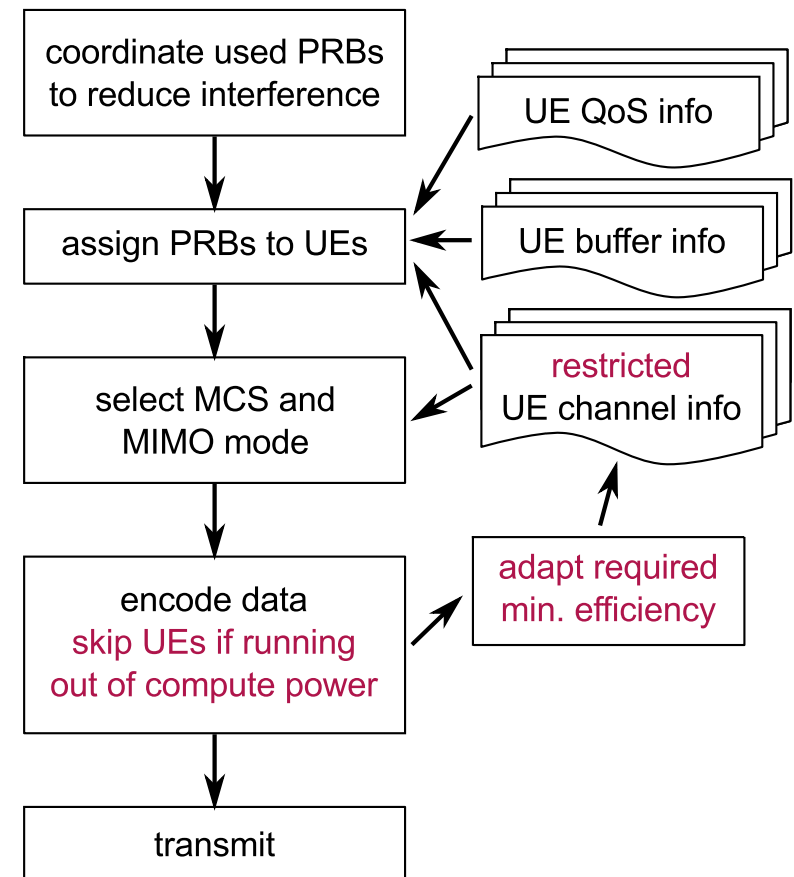 coordinate used PRBs
to reduce interference
UE QoS info
assign PRBs to UEs
UE buffer info
restricted
UE channel info
select MCS and
MIMO mode
adapt required
min. efficiency
encode data
skip UEs if running
out of compute power
transmit